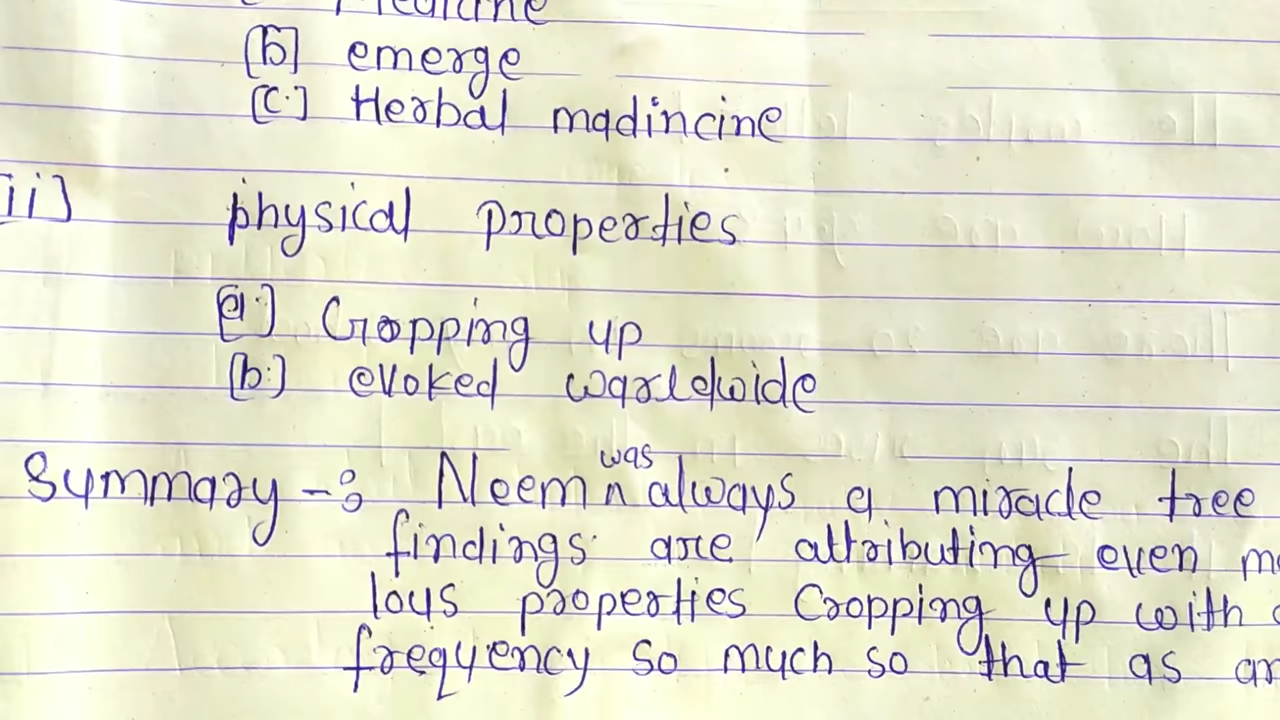 Medicine
[b] emerge
[c.] Herbal madincine
ii]
physical properties
[a.] Cropping up
[b.] evoked warldwide
Summary -: Neem was always a miracle tree
findings are attributing even
lous properties Cropping up with
frequency so much so that as